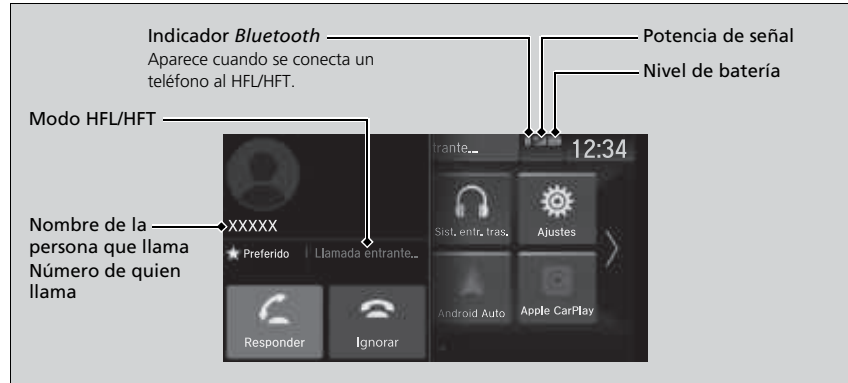 Indicador Bluetooth
Aparece cuando se conecta un
teléfono al HFL/HFT.
Potencia de señal
Nivel de batería
Modo HFL/HFT
Nombre de la
persona que llama
Número de quien
llama
trante...
12:34
XXXXX
Preferido
Llamada entrante...
Sist. entr. tras.
Ajustes
Android Auto
Apple CarPlay
Responder
Ignorar